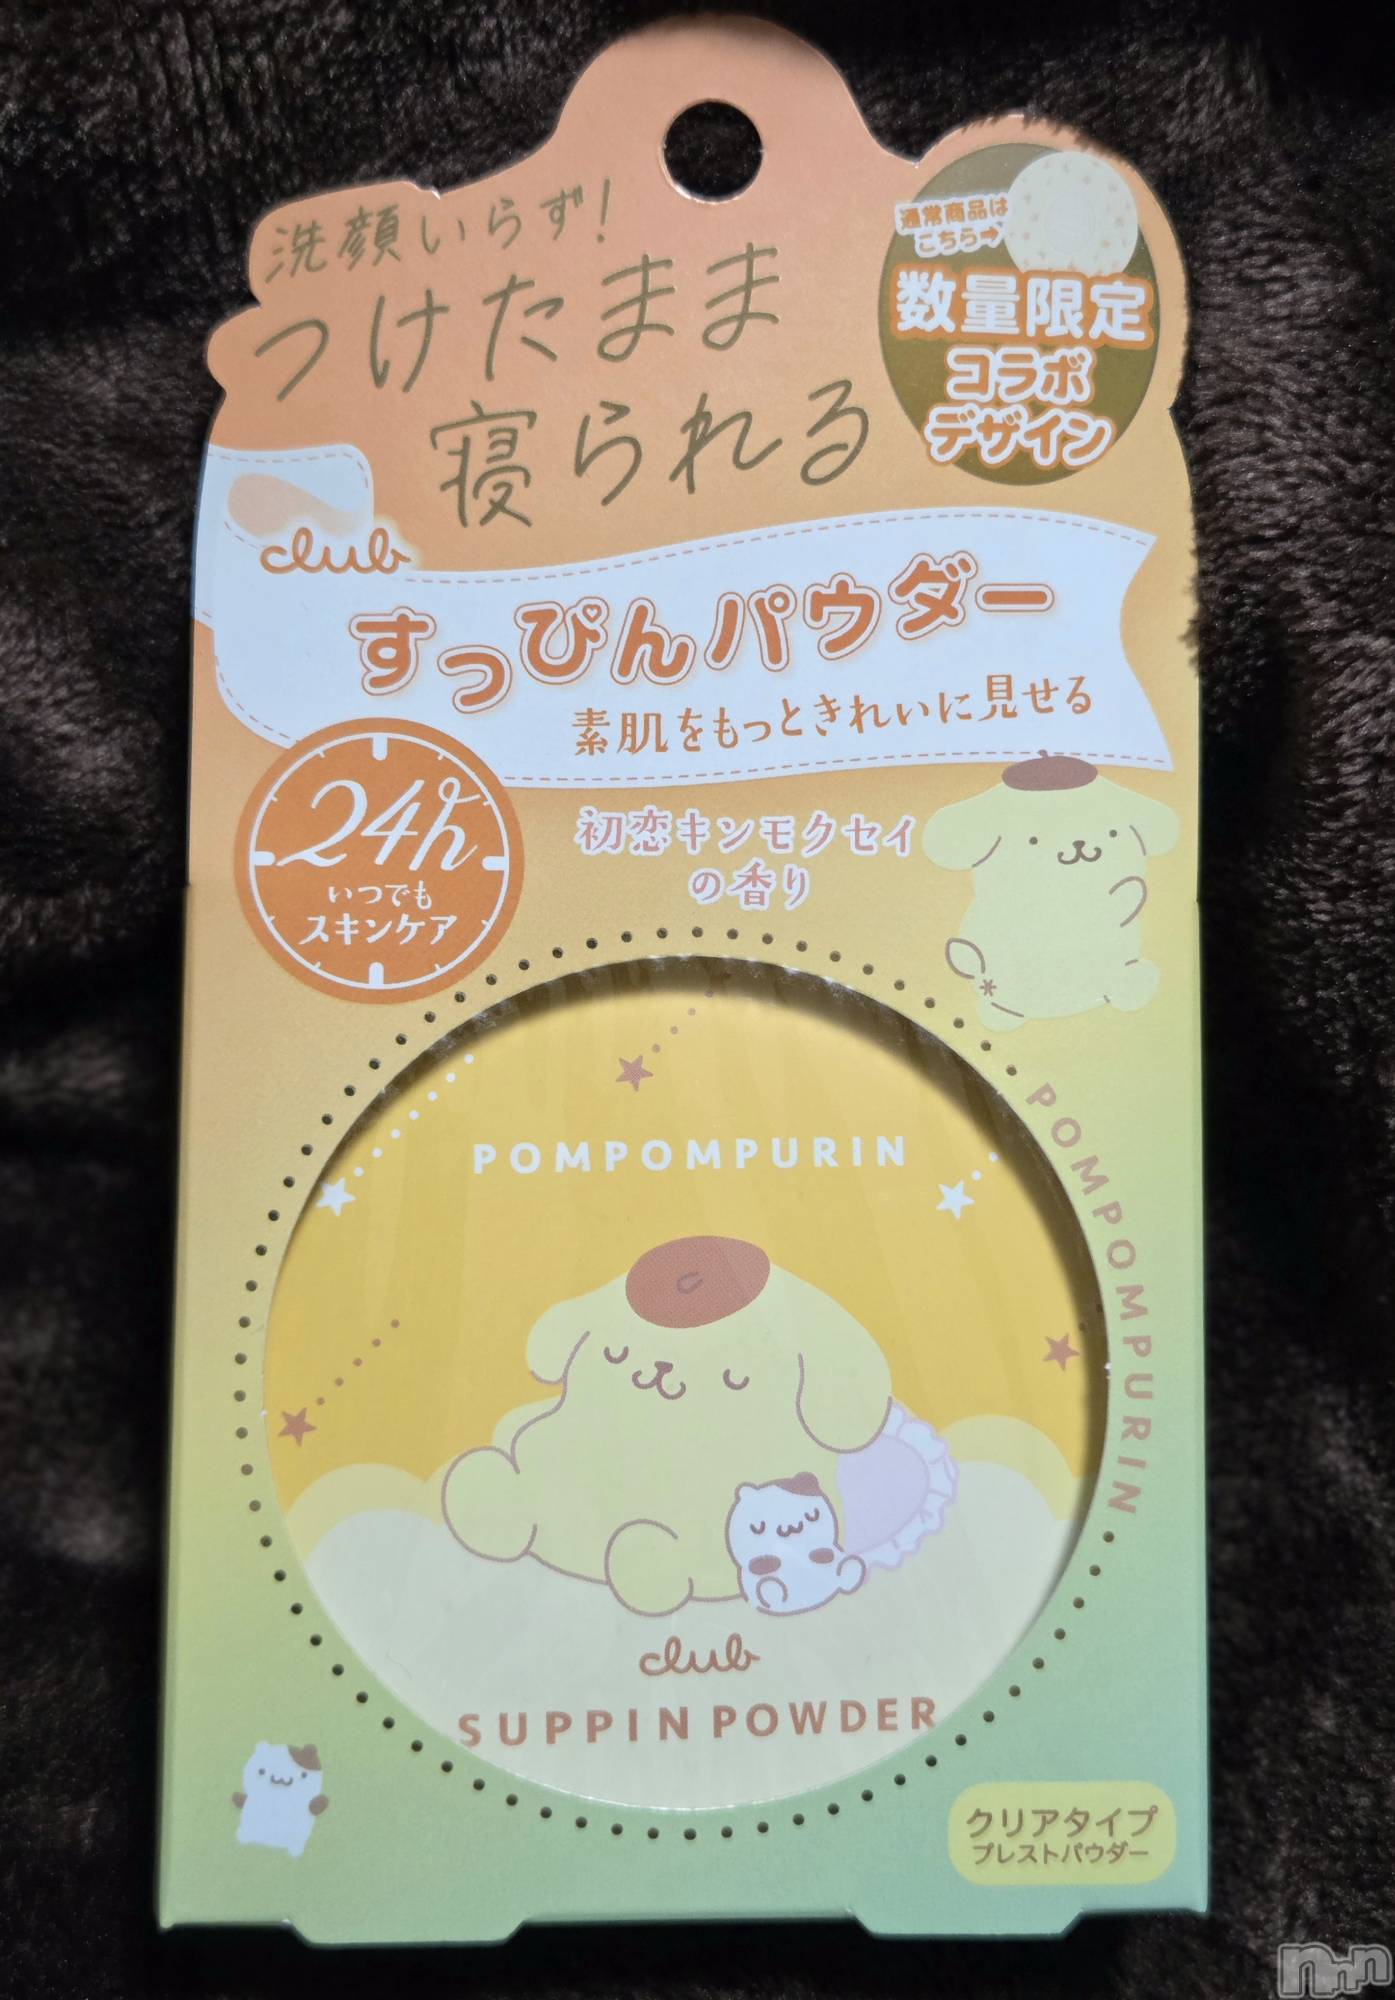 洗顔いらず！
つけたまま
寝られる
通常商品は
こちら→
数量限定
コラボ
デザイン
club
すっぴんパウダー
素肌をもっときれいに見せる
24h
いつでも
スキンケア
初恋キンモクセイ
の香り
POMPOMPURIN
POMPOMPURIN
club
SUPPIN POWDER
クリアタイプ
プレストパウダー